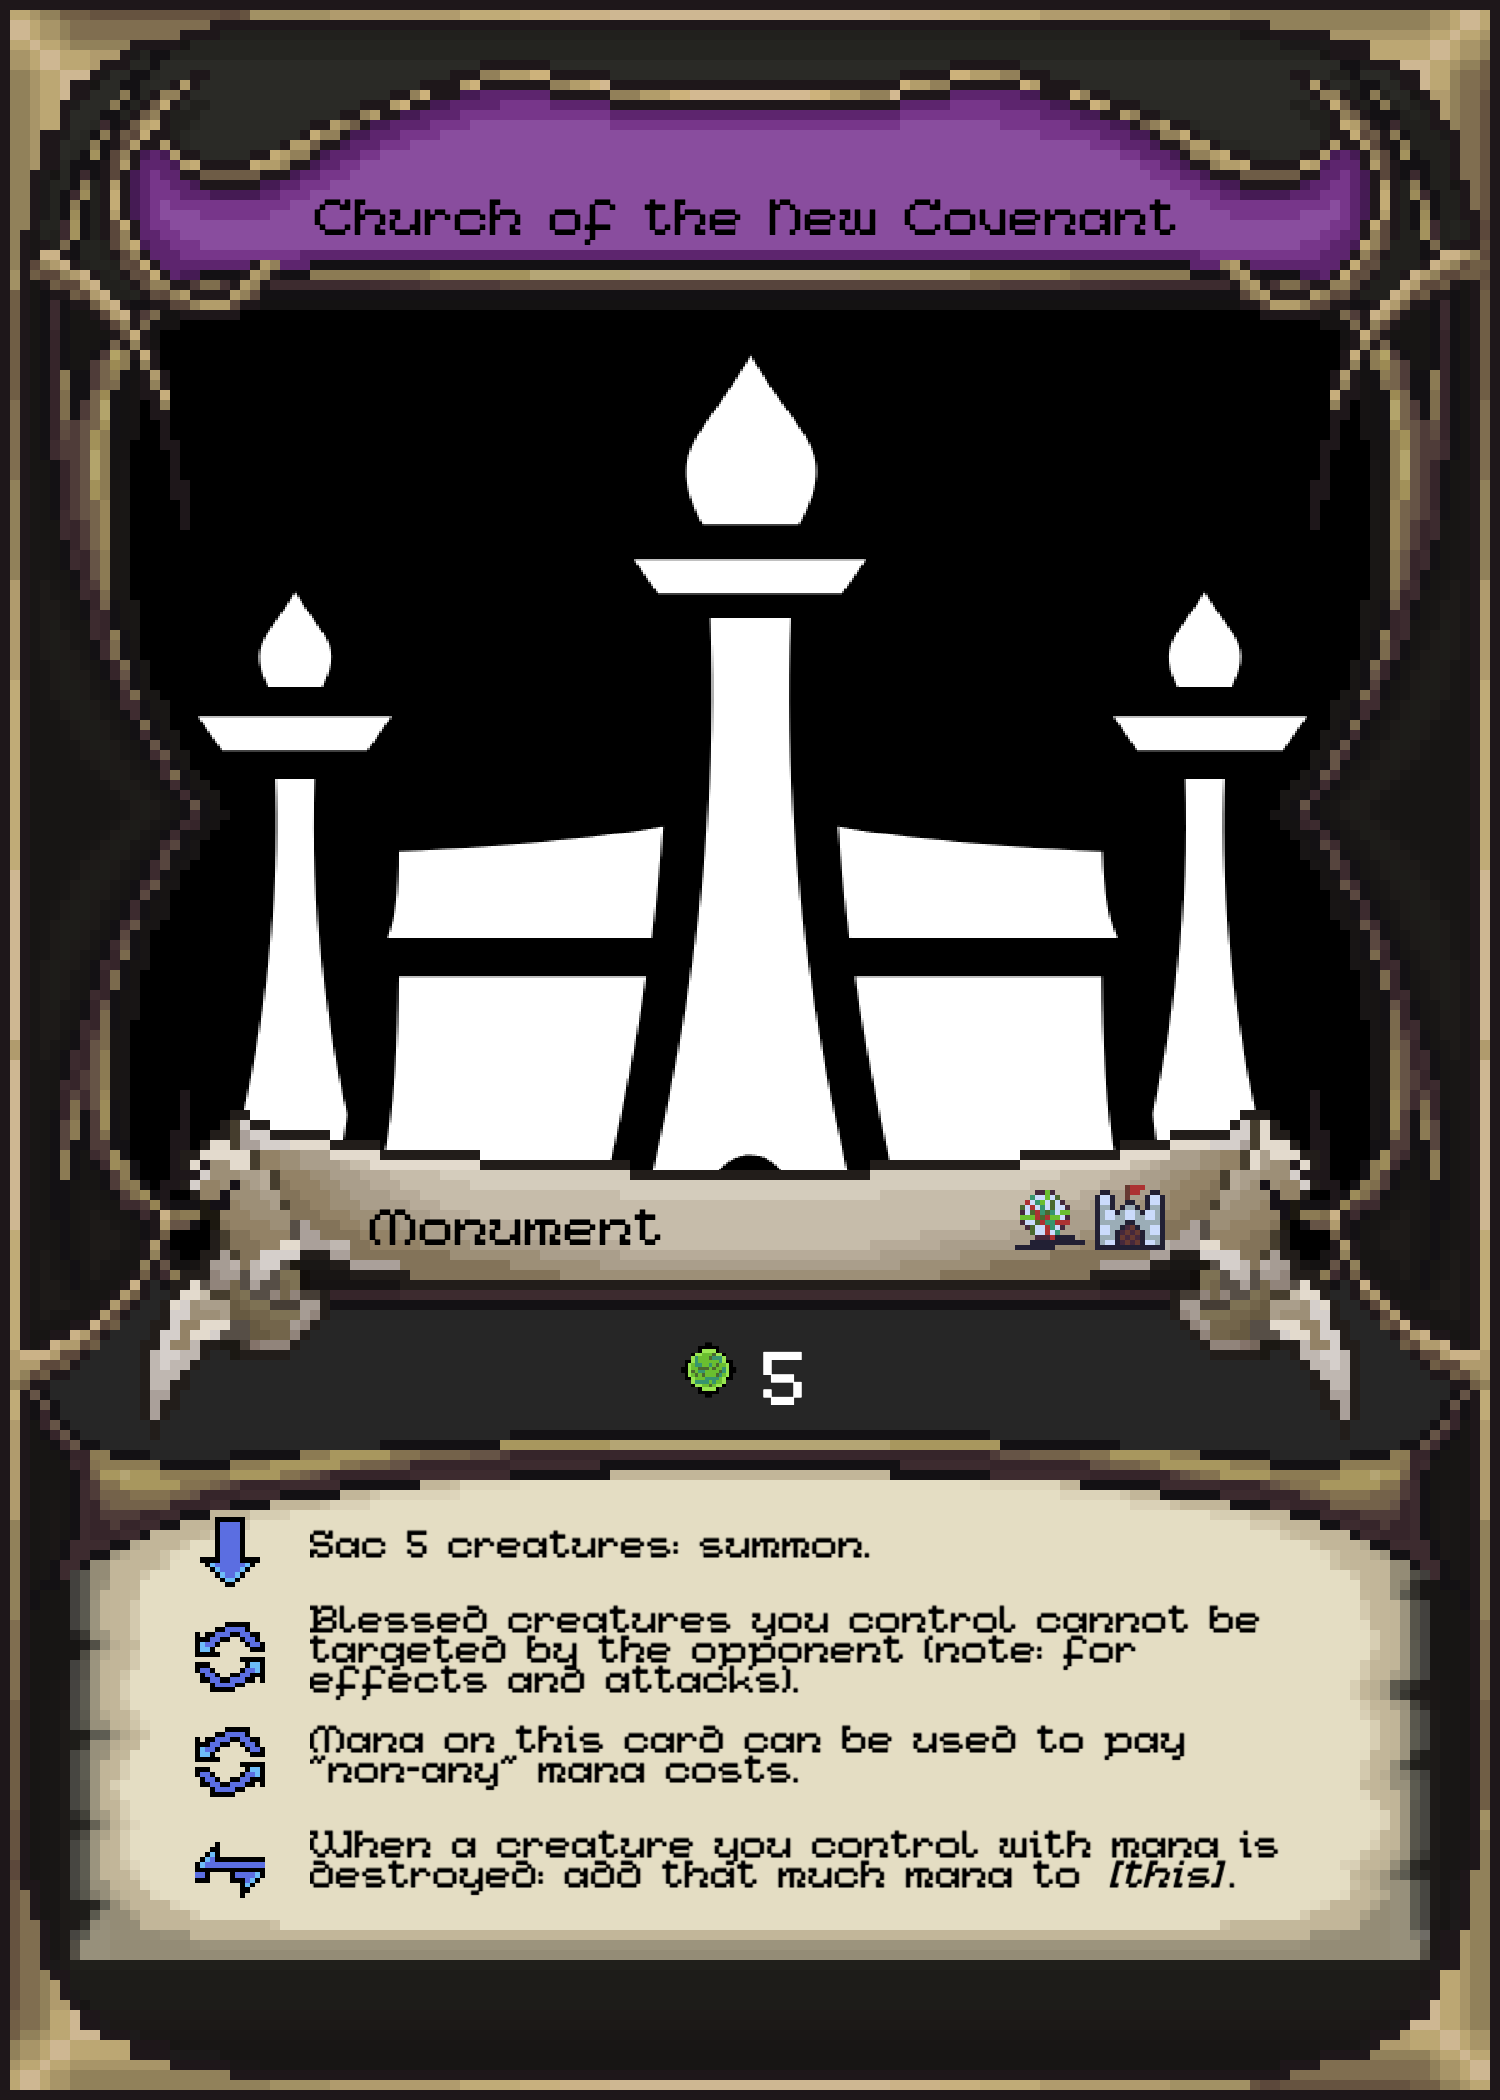 Church of the New Covenant
Monument
5
Sac 5 creatures: summon.
Blessed creatures you control cannot be
targeted by the opponent (note: for
effects and attacks).
Mana on this card can be used to pay
"non-any" mana costs.
When a creature you control with mana is
destroyed: add that much mana to [this].